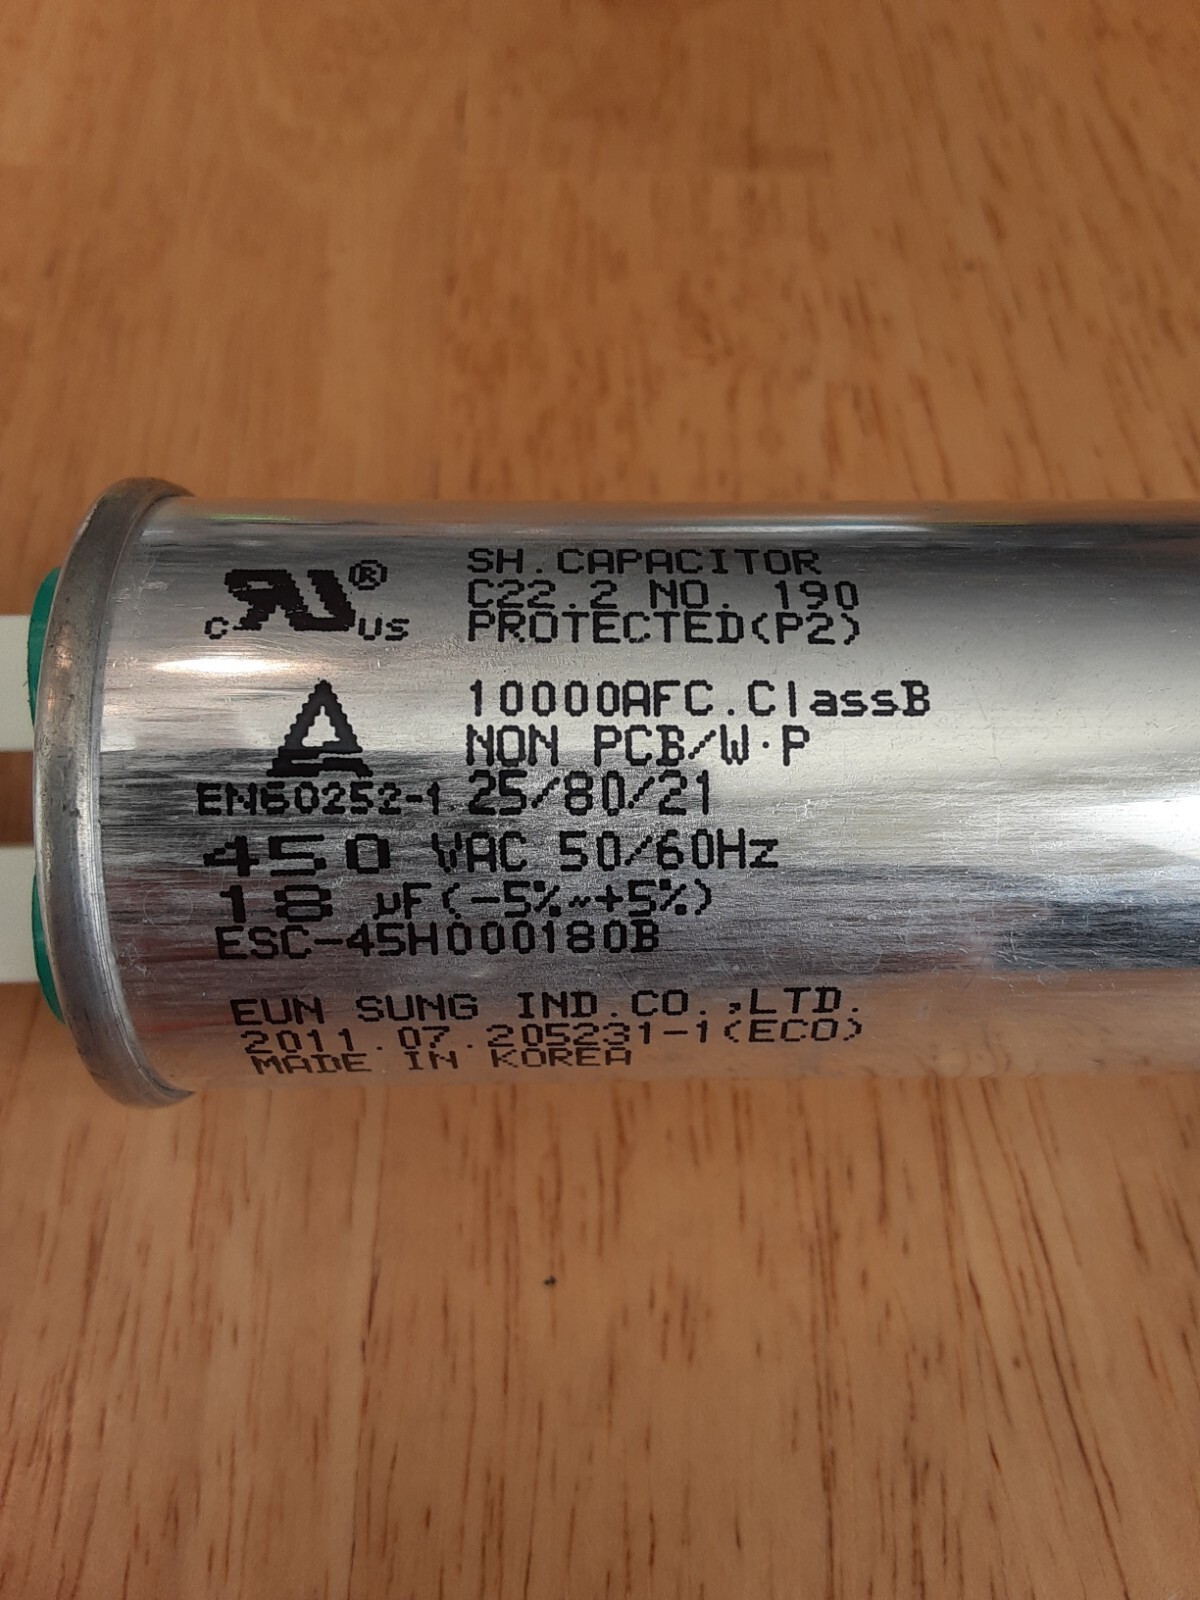 cRU®us
SH.CAPACITOR
C22.2 NO. 190
PROTECTED(P2)
10000AFC.ClassB
NON PCB/W·P
EN60252-1 25/80/21
450 VAC 50/60Hz
18 µF(-5%~+5%)
ESC-45H000180B
EUN SUNG IND.CO.,LTD.
2011.07.205231-1(ECO)
MADE IN KOREA